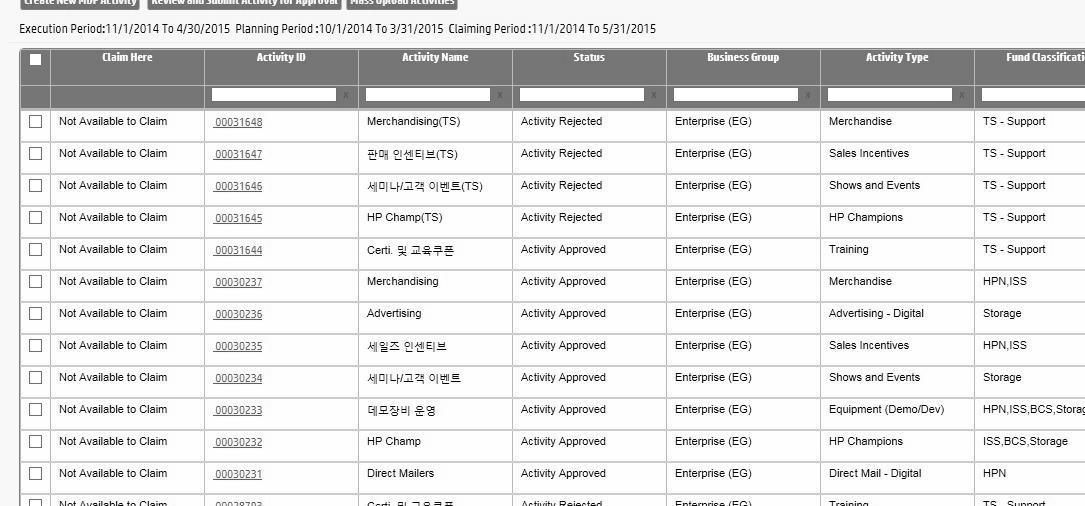 Create New MDF Activity Review and Submit Activity for Approval Mass Upload Activities
Execution Period:11/1/2014 To 4/30/2015 Planning Period :10/1/2014 To 3/31/2015 Claiming Period :11/1/2014 To 5/31/2015
Claim Here Activity ID Activity Name Status Business Group Activity Type Fund Classificati
x x x x x
Not Available to Claim 00031648 Merchandising(TS) Activity Rejected Enterprise (EG) Merchandise TS - Support
Not Available to Claim 00031647 판매 인센티브(TS) Activity Rejected Enterprise (EG) Sales Incentives TS - Support
Not Available to Claim 00031646 세미나/고객 이벤트(TS) Activity Rejected Enterprise (EG) Shows and Events TS - Support
Not Available to Claim 00031645 HP Champ(TS) Activity Rejected Enterprise (EG) HP Champions TS - Support
Not Available to Claim 00031644 Certi. 및 교육쿠폰 Activity Approved Enterprise (EG) Training TS - Support
Not Available to Claim 00030237 Merchandising Activity Approved Enterprise (EG) Merchandise HPN,ISS
Not Available to Claim 00030236 Advertising Activity Approved Enterprise (EG) Advertising - Digital Storage
Not Available to Claim 00030235 세일즈 인센티브 Activity Approved Enterprise (EG) Sales Incentives HPN,ISS
Not Available to Claim 00030234 세미나/고객 이벤트 Activity Approved Enterprise (EG) Shows and Events Storage
Not Available to Claim 00030233 데모장비 운영 Activity Approved Enterprise (EG) Equipment (Demo/Dev) HPN,ISS,BCS,Storag
Not Available to Claim 00030232 HP Champ Activity Approved Enterprise (EG) HP Champions ISS,BCS,Storage
Not Available to Claim 00030231 Direct Mailers Activity Approved Enterprise (EG) Direct Mail - Digital HPN
Not Available to Claim Certi. 및 교육쿠폰 Activity Rejected Enterprise (EG) Training TS - Support